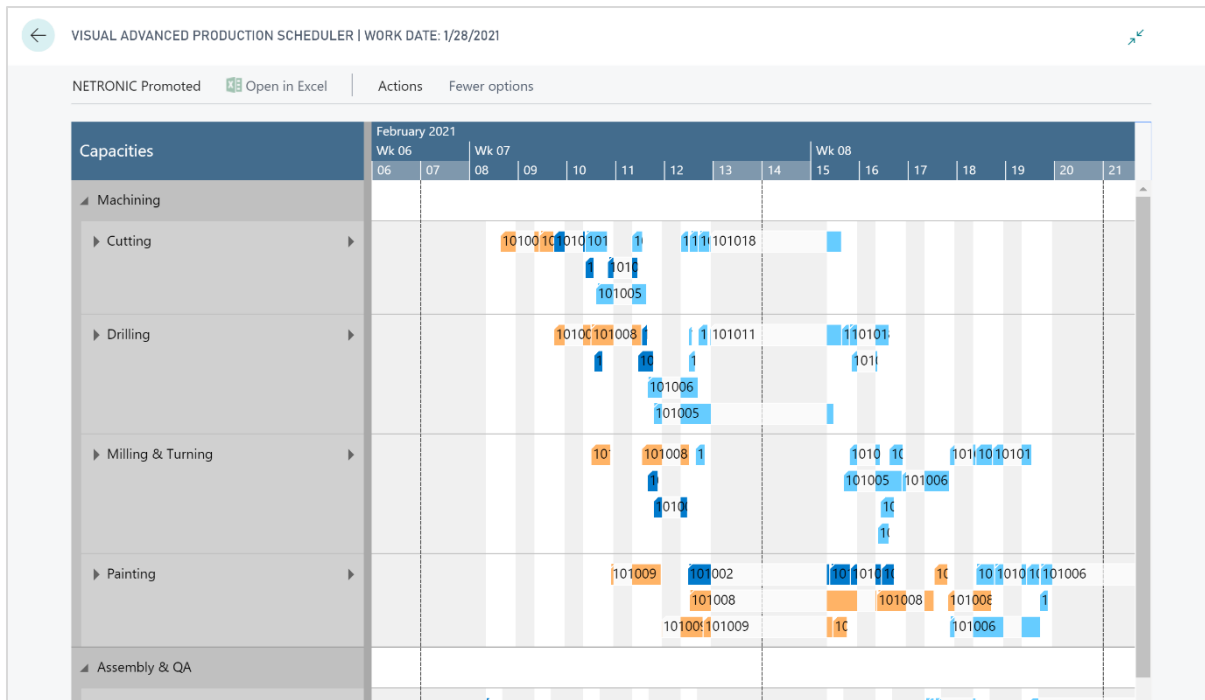 VISUAL ADVANCED PRODUCTION SCHEDULER | WORK DATE: 1/28/2021
NETRONIC Promoted Open in Excel Actions Fewer options
February 2021
Capacities
Wk 06 Wk 07 Wk 08
06 07 08 09 10 11 12 13 14 15 16 17 18 19 20 21
Machining
Cutting 101018
101005
Drilling 101008 101011
101006
101005
Milling & Turning 101008
101005 101006
Painting 101009 101002 101006
101008 101008 101008
101009 101006
Assembly & QA